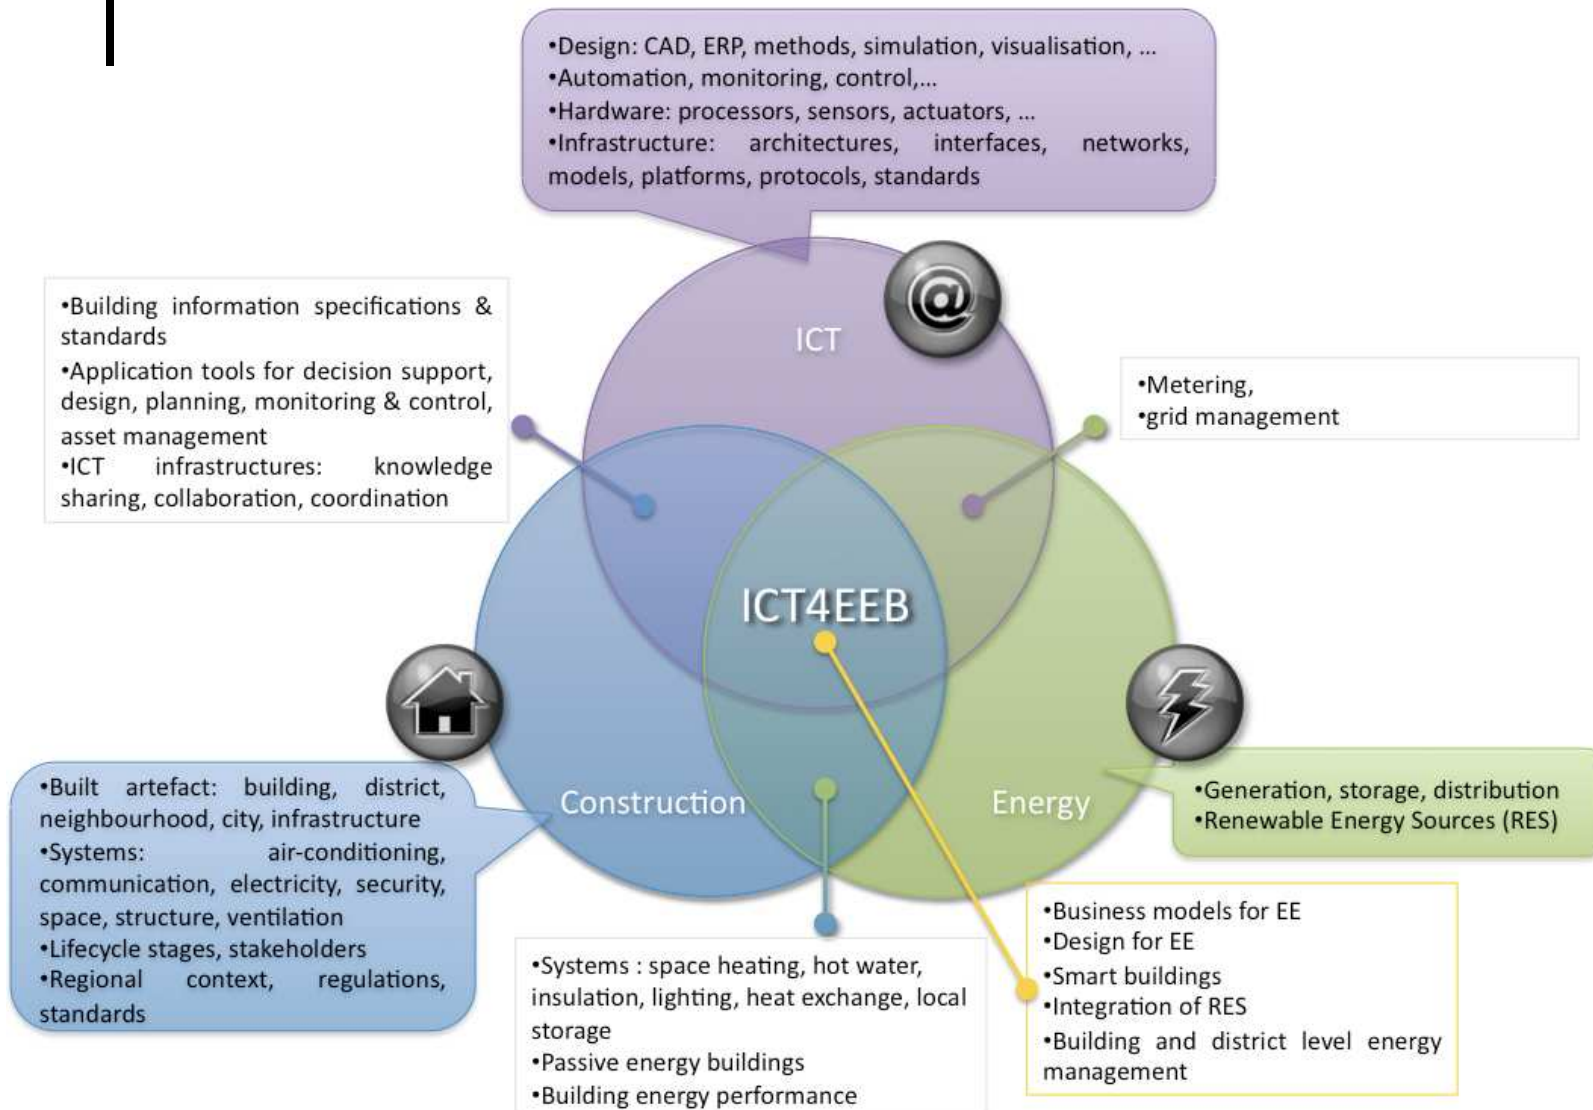 •Design: CAD, ERP, methods, simulation, visualisation, ...
•Automation, monitoring, control,...
•Hardware: processors, sensors, actuators, ...
•Infrastructure: architectures, interfaces, networks,
models, platforms, protocols, standards
@
ICT
•Building information specifications &
standards
•Application tools for decision support,
design, planning, monitoring & control,
asset management
•ICT infrastructures: knowledge
sharing, collaboration, coordination
•Metering,
•grid management
ICT4EEB
Construction
Energy
•Built artefact: building, district,
neighbourhood, city, infrastructure
•Systems: air-conditioning,
communication, electricity, security,
space, structure, ventilation
•Lifecycle stages, stakeholders
•Regional context, regulations,
standards
•Generation, storage, distribution
•Renewable Energy Sources (RES)
•Systems : space heating, hot water,
insulation, lighting, heat exchange, local
storage
•Passive energy buildings
•Building energy performance
•Business models for EE
•Design for EE
•Smart buildings
•Integration of RES
•Building and district level energy
management